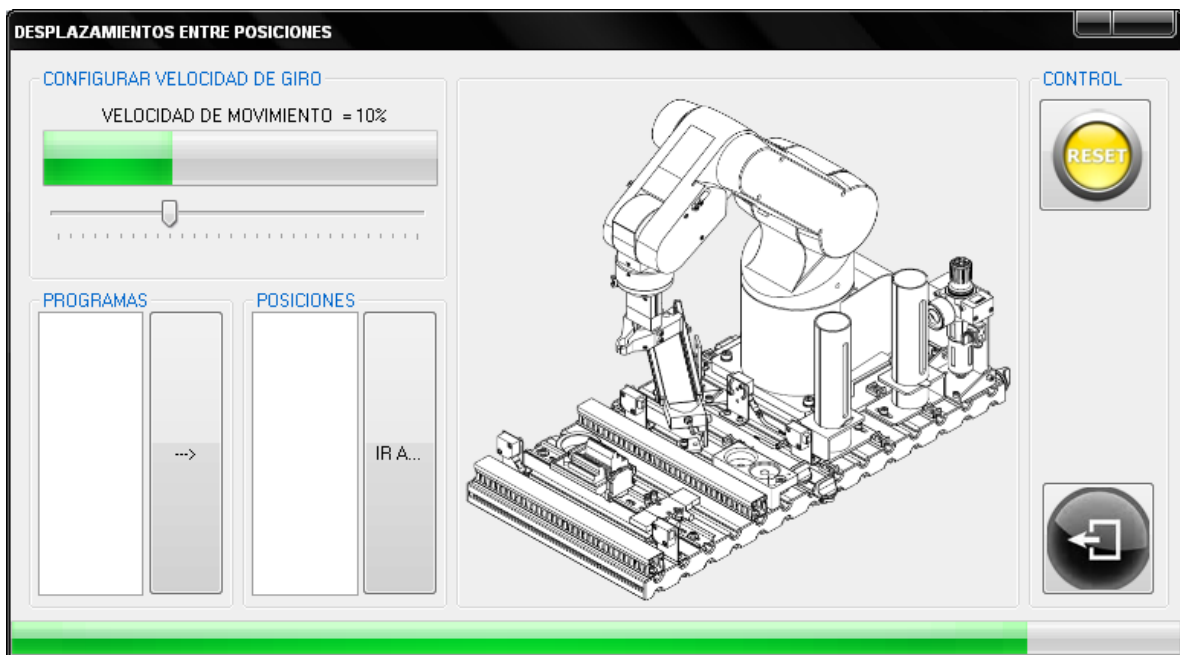 DESPLAZAMIENTOS ENTRE POSICIONES
CONFIGURAR VELOCIDAD DE GIRO
VELOCIDAD DE MOVIMIENTO = 10%
CONTROL
RESET
PROGRAMAS
POSICIONES
--->
IR A...